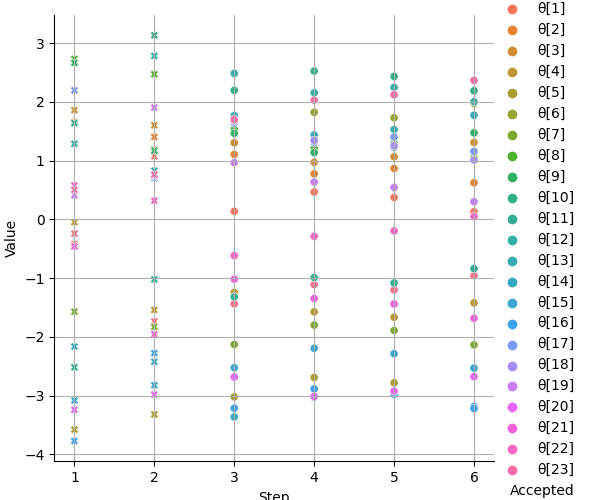 θ[1]
θ[2]
θ[3]
θ[4]
θ[5]
θ[6]
θ[7]
θ[8]
θ[9]
θ[10]
θ[11]
θ[12]
θ[13]
θ[14]
θ[15]
θ[16]
θ[17]
θ[18]
θ[19]
θ[20]
θ[21]
θ[22]
θ[23]
Accepted
Value
3
2
1
0
−1
−2
−3
−4
1 2 3 4 5 6
Step